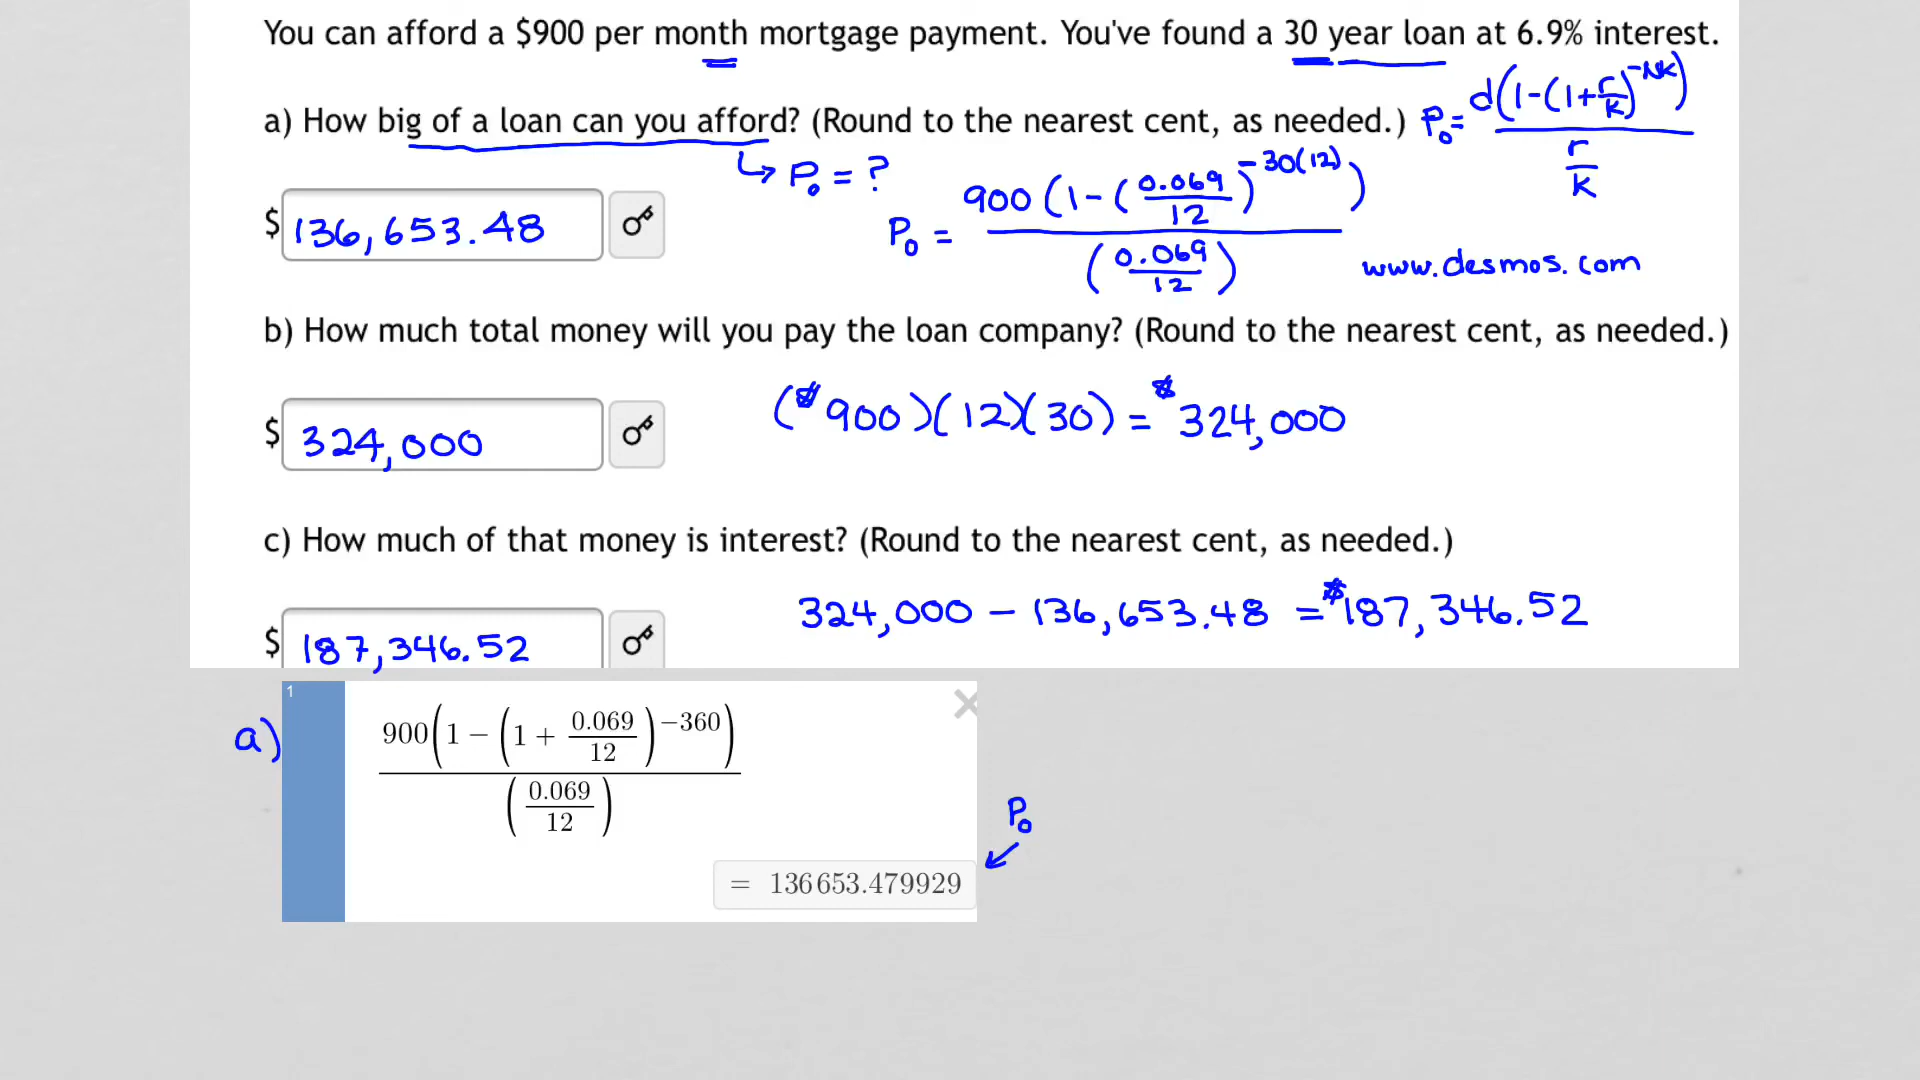 You can afford a $900 per month mortgage payment. You've found a 30 year loan at 6.9% interest.
a) How big of a loan can you afford? (Round to the nearest cent, as needed.) P₀ = d(1-(1+r/k)^-Nk) / (r/k)
↳ P₀ = ?
$ 136,653.48
P₀ = 900(1-(0.069/12)^-30(12)) / (0.069/12)
www.desmos.com
b) How much total money will you pay the loan company? (Round to the nearest cent, as needed.)
$ 324,000
($900)(12)(30) = $324,000
c) How much of that money is interest? (Round to the nearest cent, as needed.)
324,000 - 136,653.48 = $187,346.52
$ 187,346.52
1
a)
900(1 − (1 + 0.069/12)^−360) / (0.069/12)
P₀
= 136653.479929